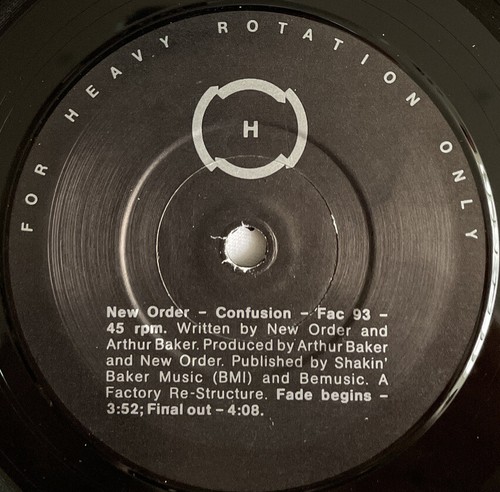 FOR HEAVY ROTATION ONLY
H
New Order – Confusion – Fac 93 –
45 rpm. Written by New Order and
Arthur Baker. Produced by Arthur Baker
and New Order. Published by Shakin'
Baker Music (BMI) and Bemusic. A
Factory Re-Structure. Fade begins –
3:52; Final out – 4:08.